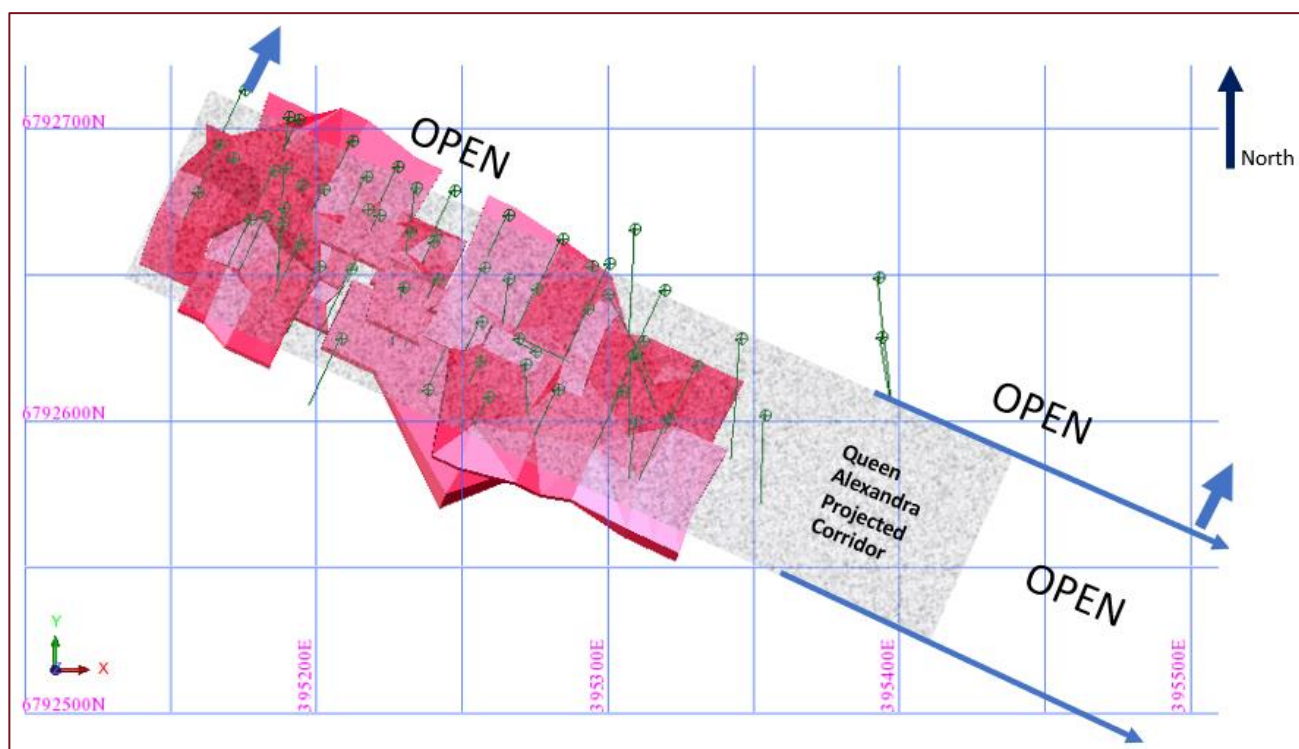 OPEN
6792700N
North
6792600N
OPEN
Queen
Alexandra
Projected
Corridor
OPEN
Y
X
Z
395200E
395300E
395400E
395500E
6792500N